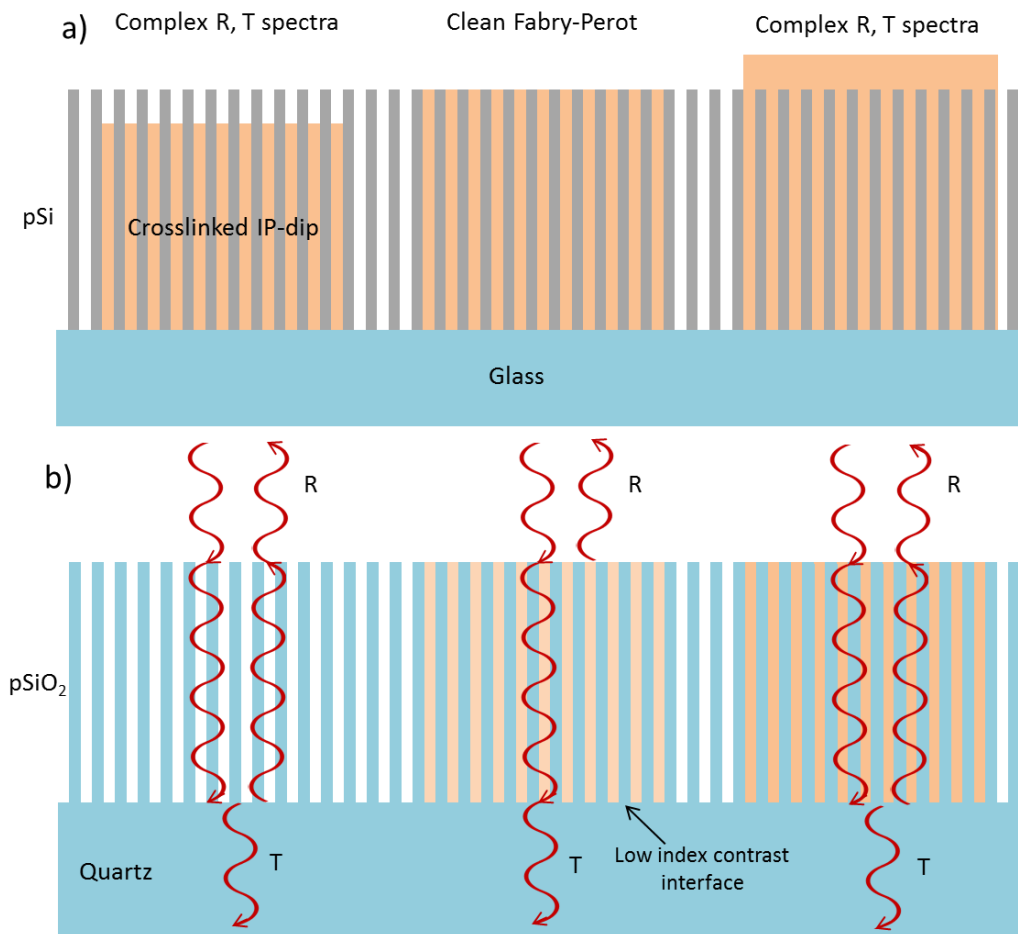 a)
Complex R, T spectra
Clean Fabry-Perot
Complex R, T spectra
pSi
Crosslinked IP-dip
Glass
b)
R
R
R
pSiO₂
Quartz
T
T
Low index contrast
interface
T